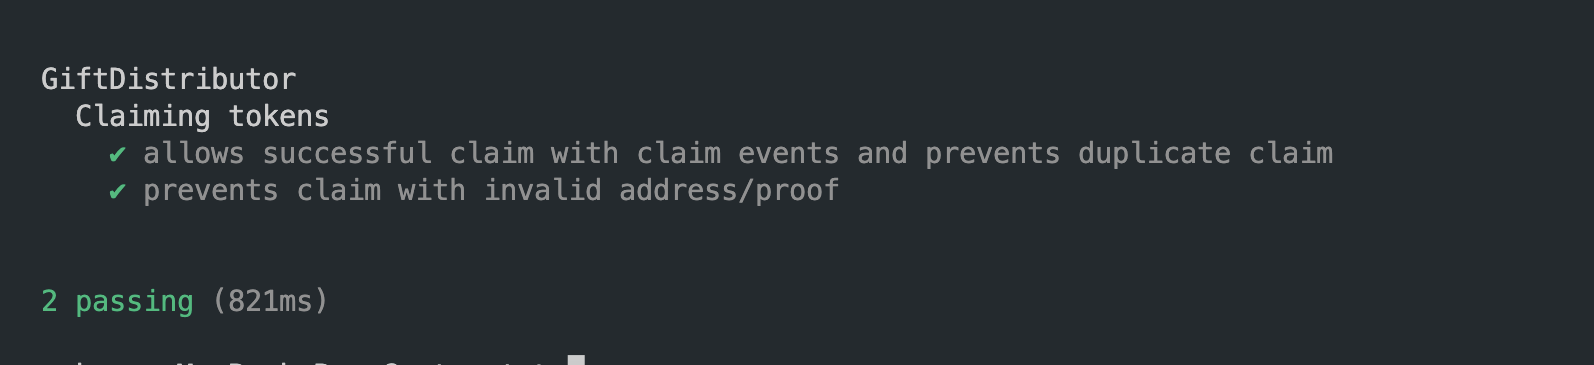 GiftDistributor
Claiming tokens
✔ allows successful claim with claim events and prevents duplicate claim
✔ prevents claim with invalid address/proof
2 passing (821ms)